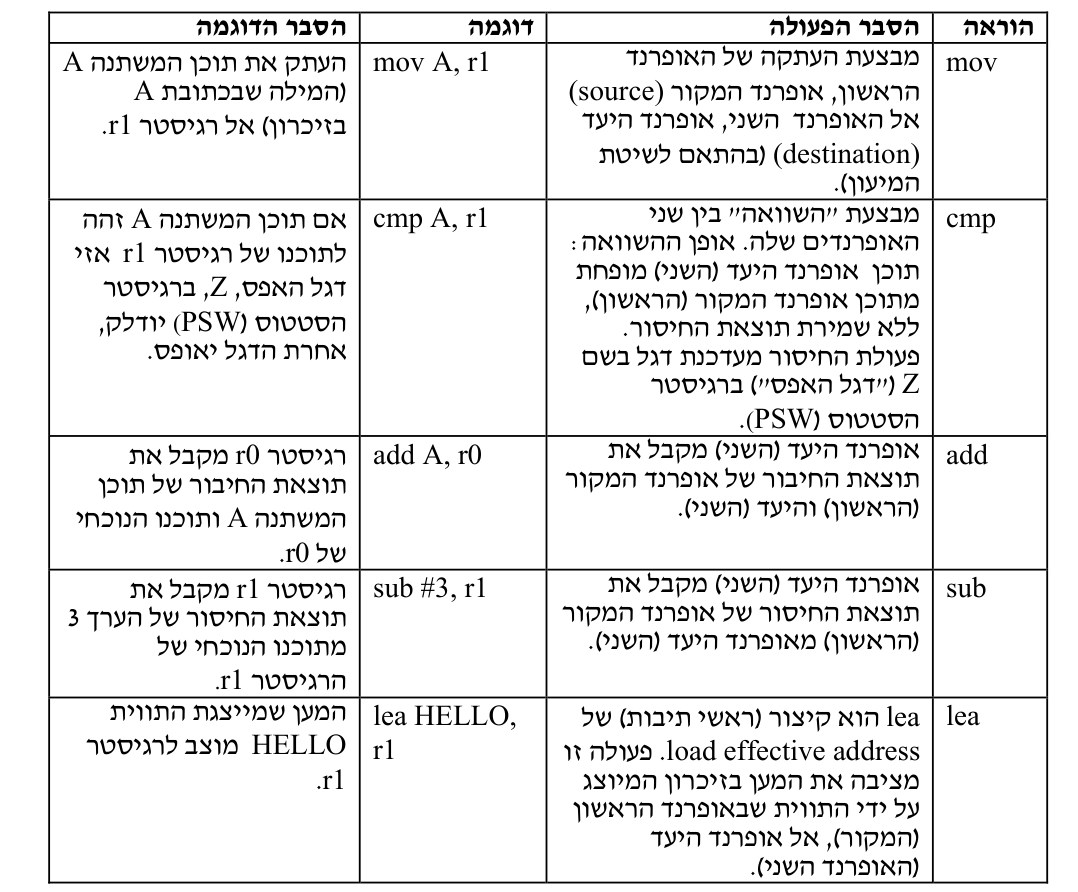 הוראה הסבר הפעולה דוגמה הסבר הדוגמה
mov
מבצעת העתקה של האופרנד
הראשון, אופרנד המקור (source)
אל האופרנד השני, אופרנד היעד
(destination) (בהתאם לשיטת
המיעון).
mov A, r1
העתק את תוכן המשתנה A
(המילה שבכתובת A
בזיכרון) אל רגיסטר r1.
cmp
מבצעת "השוואה" בין שני
האופרנדים שלה. אופן ההשוואה:
תוכן אופרנד היעד (השני) מופחת
מתוכן אופרנד המקור (הראשון),
ללא שמירת תוצאת החיסור.
פעולת החיסור מעדכנת דגל בשם
Z ("דגל האפס") ברגיסטר
הסטטוס (PSW).
cmp A, r1
אם תוכן המשתנה A זהה
לתוכנו של רגיסטר r1 אזי
דגל האפס, Z, ברגיסטר
הסטטוס (PSW) יודלק,
אחרת הדגל יאופס.
add
אופרנד היעד (השני) מקבל את
תוצאת החיבור של אופרנד המקור
(הראשון) והיעד (השני).
add A, r0
רגיסטר r0 מקבל את
תוצאת החיבור של תוכן
המשתנה A ותוכנו הנוכחי
של r0.
sub
אופרנד היעד (השני) מקבל את
תוצאת החיסור של אופרנד המקור
(הראשון) מאופרנד היעד (השני).
sub #3, r1
רגיסטר r1 מקבל את
תוצאת החיסור של הערך 3
מתוכנו הנוכחי של
הרגיסטר r1.
lea
lea הוא קיצור (ראשי תיבות) של
load effective address. פעולה זו
מציבה את המען בזיכרון המיוצג
על ידי התווית שבאופרנד הראשון
(המקור), אל אופרנד היעד
(האופרנד השני).
lea HELLO,
r1
המען שמייצגת התווית
HELLO מוצב לרגיסטר
r1.